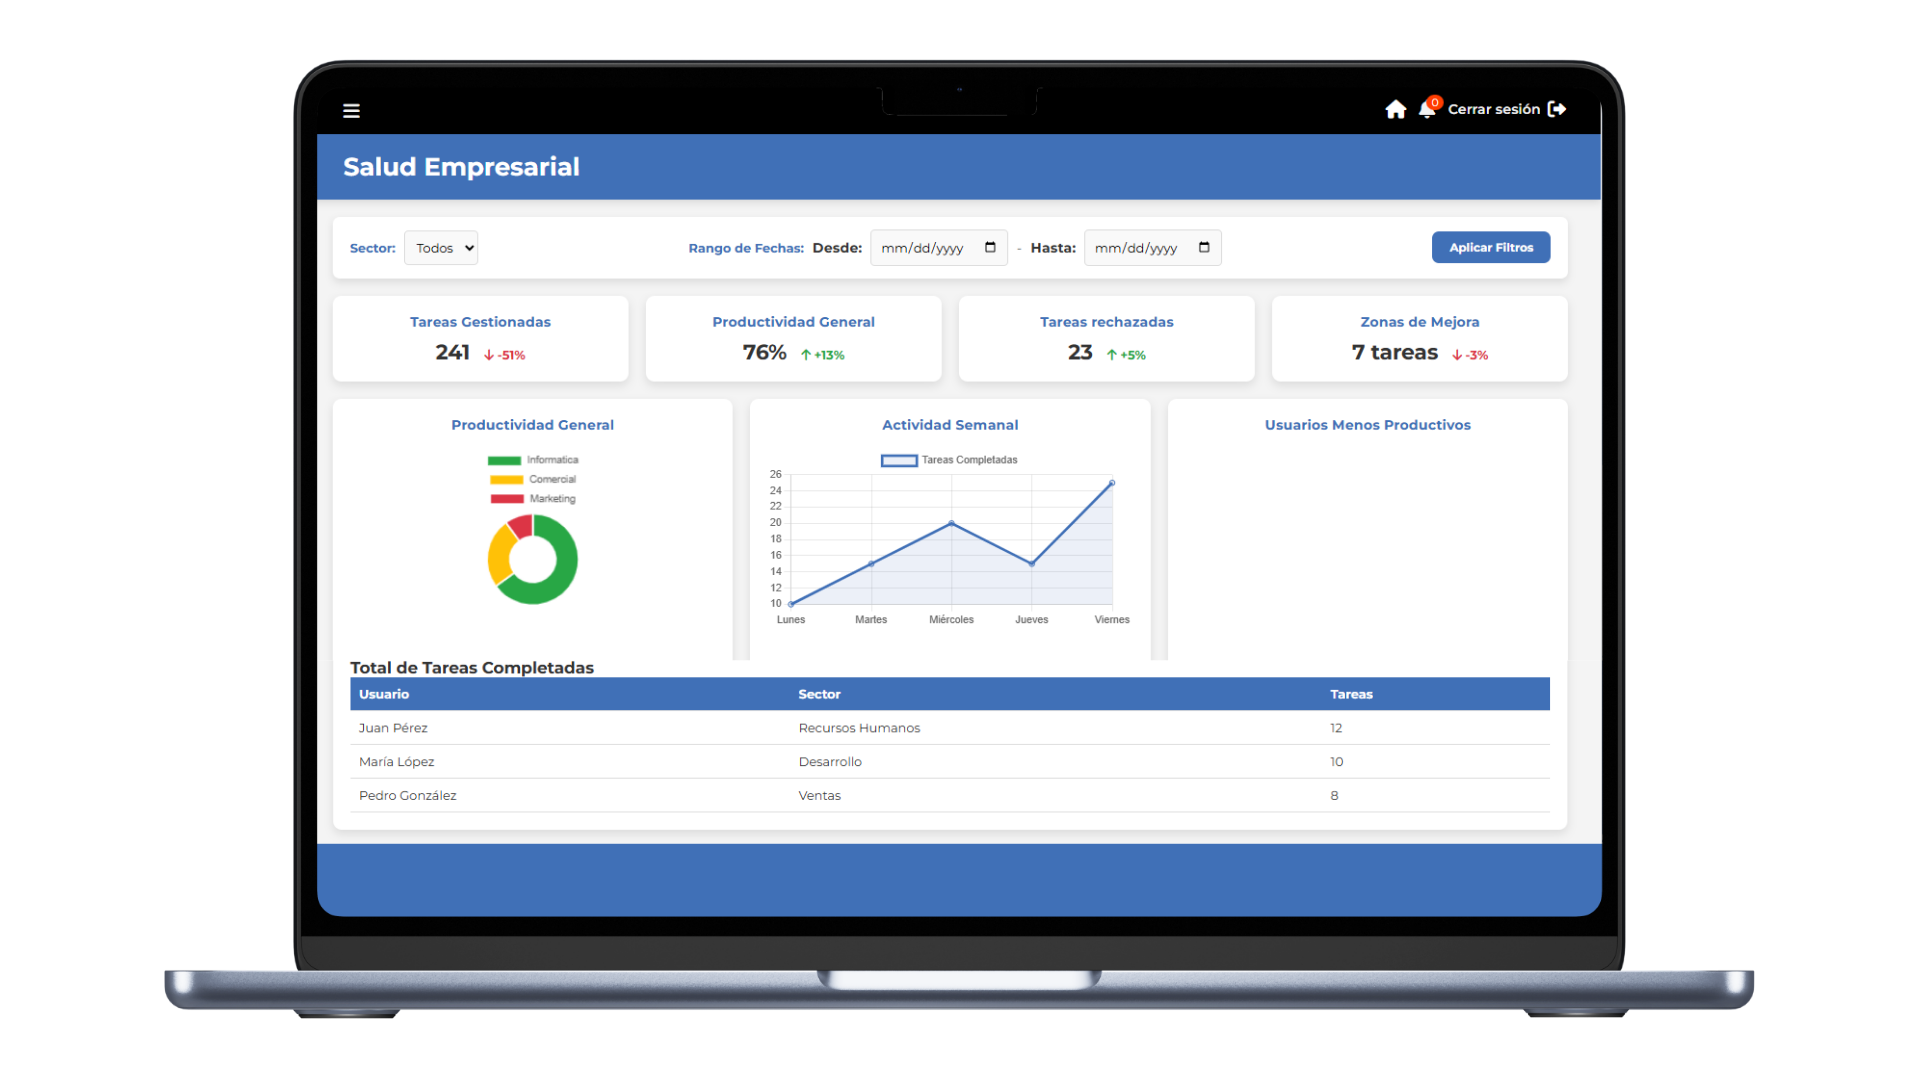 0 Cerrar sesión
Salud Empresarial
Sector: Todos Rango de Fechas: Desde: mm/dd/yyyy - Hasta: mm/dd/yyyy Aplicar Filtros
Tareas Gestionadas
241 ↓ -51%
Productividad General
76% ↑ +13%
Tareas rechazadas
23 ↑ +5%
Zonas de Mejora
7 tareas ↓ -3%
Productividad General
Informatica
Comercial
Marketing
Actividad Semanal
Tareas Completadas
26
24
22
20
18
16
14
12
10
Lunes Martes Miércoles Jueves Viernes
Usuarios Menos Productivos
Total de Tareas Completadas
Usuario Sector Tareas
Juan Pérez Recursos Humanos 12
María López Desarrollo 10
Pedro González Ventas 8